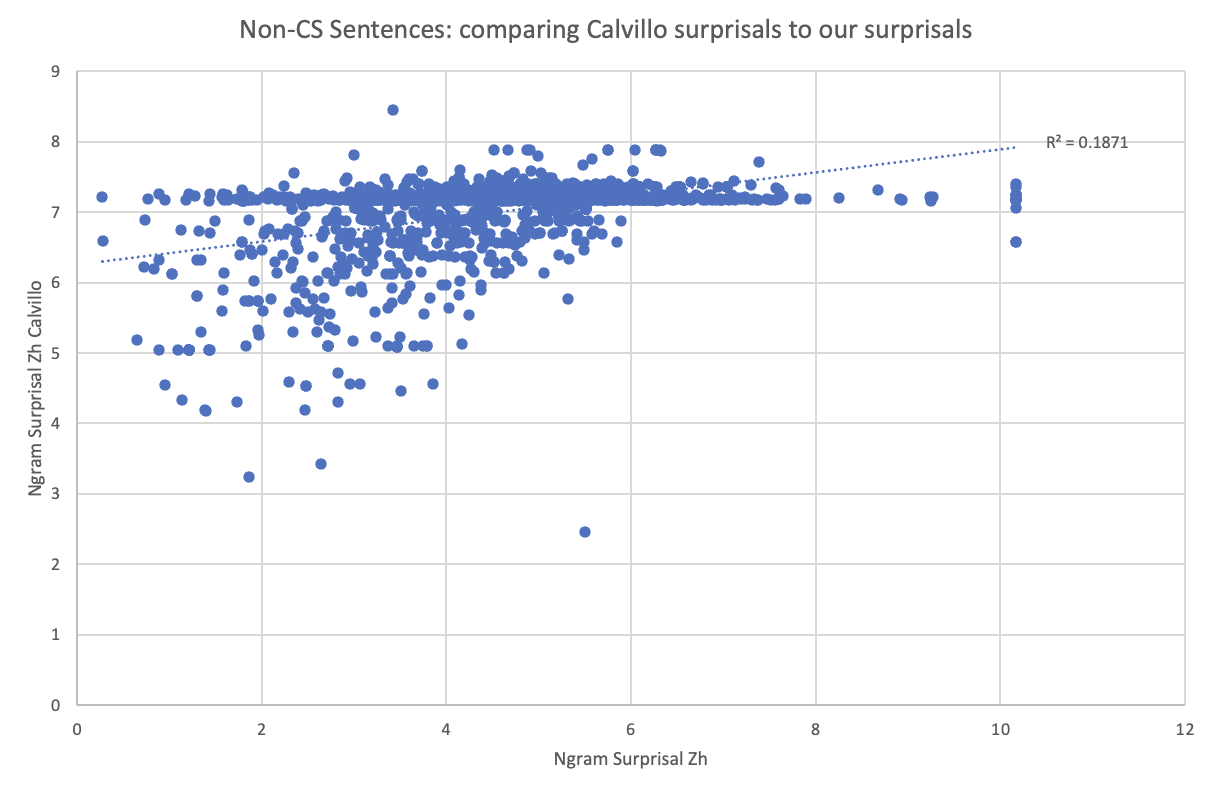 Non-CS Sentences: comparing Calvillo surprisals to our surprisals
9
8
7
6
5
4
3
2
1
0
R² = 0.1871
Ngram Surprisal Zh Calvillo
0 2 4 6 8 10 12
Ngram Surprisal Zh